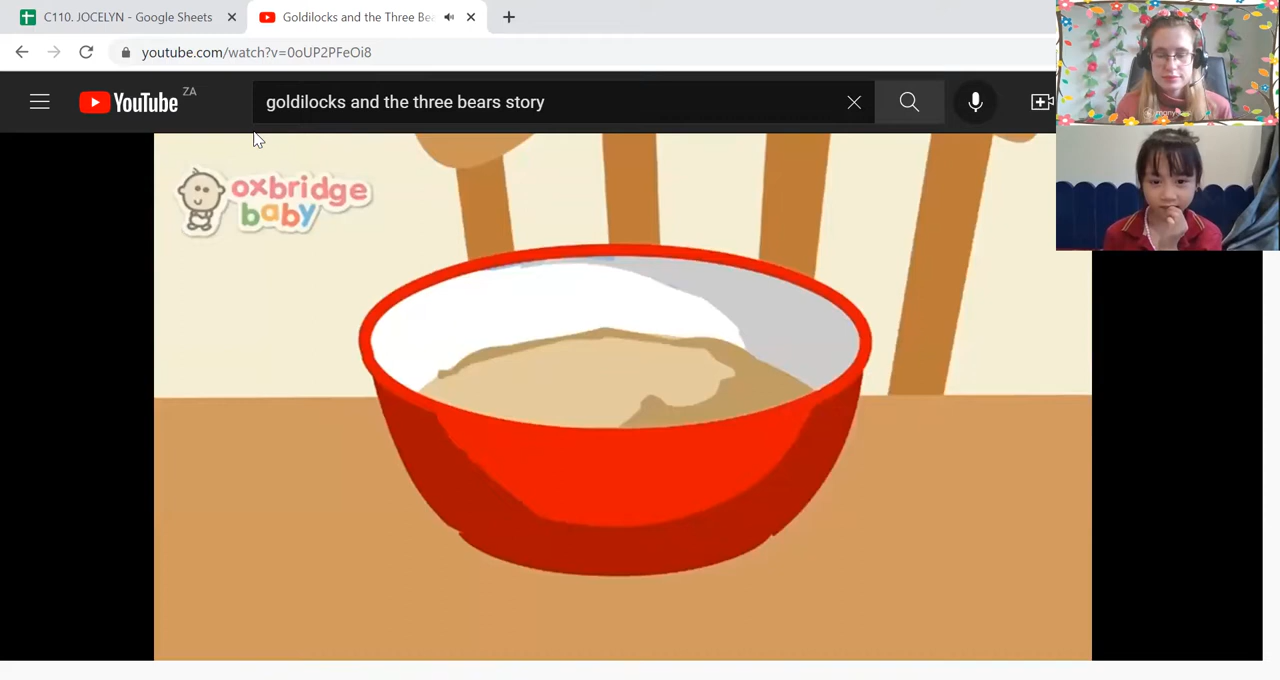 C110. JOCELYN - Google Sheets
Goldilocks and the Three Be
youtube.com/watch?v=0oUP2PFeOi8
YouTube ZA
goldilocks and the three bears story
oxbridge
baby